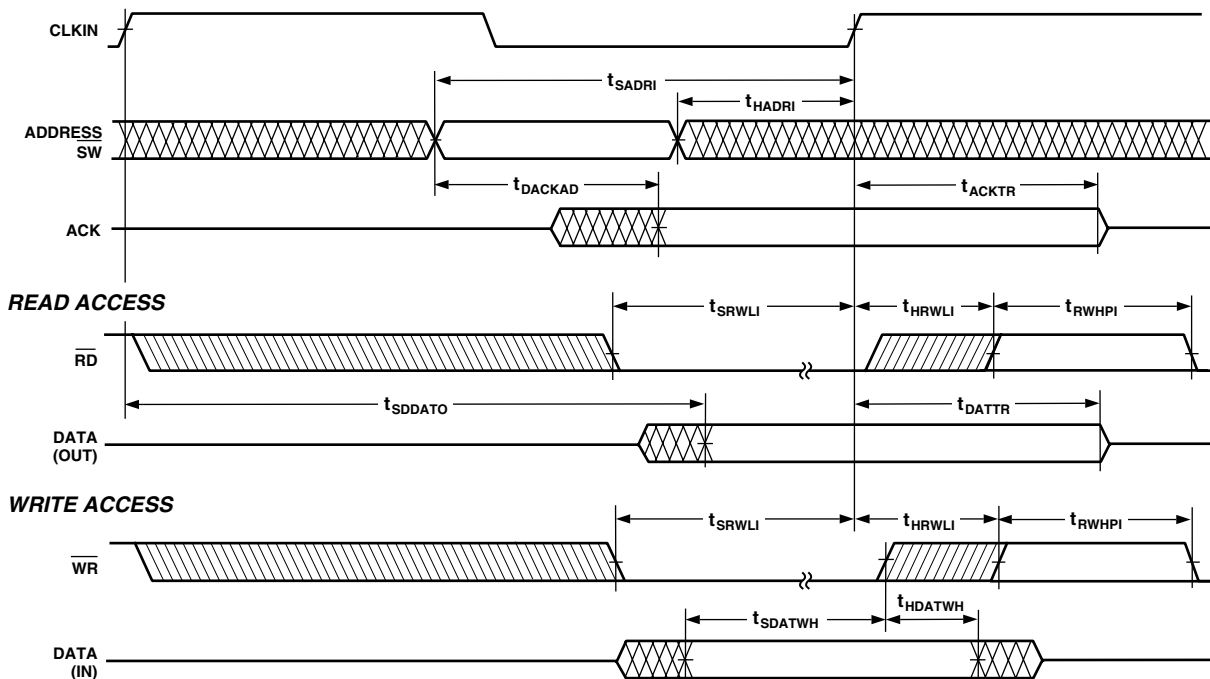 CLKIN
tSADRI
tHADRI
ADDRESS
SW
tDACKAD
tACKTR
ACK
READ ACCESS
tSRWLI
tHRWLI
tRWHPI
RD
tSDDATO
tDATTR
DATA
(OUT)
WRITE ACCESS
tSRWLI
tHRWLI
tRWHPI
WR
tHDATWH
tSDATWH
DATA
(IN)